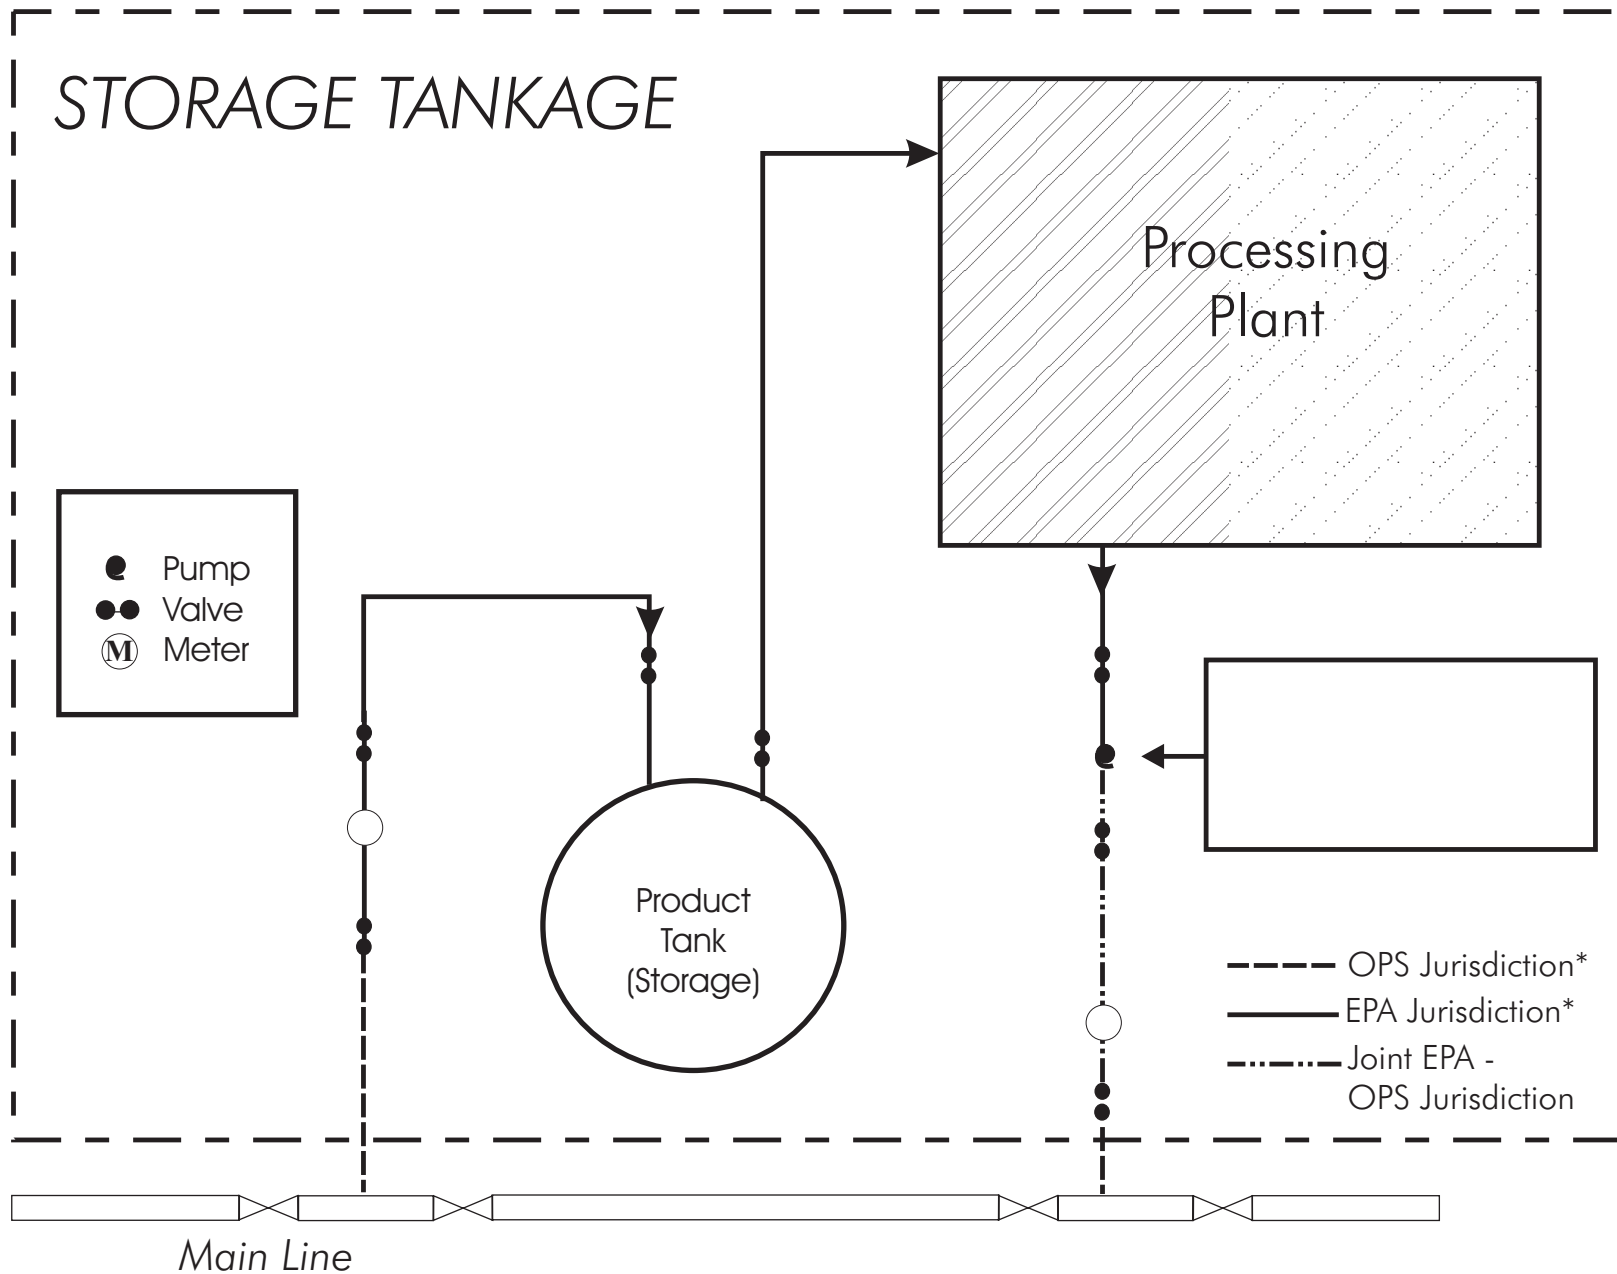 STORAGE TANKAGE
Processing
Plant
Pump
Valve
M Meter
Product
Tank
(Storage)
OPS Jurisdiction*
EPA Jurisdiction*
Joint EPA -
OPS Jurisdiction
Main Line